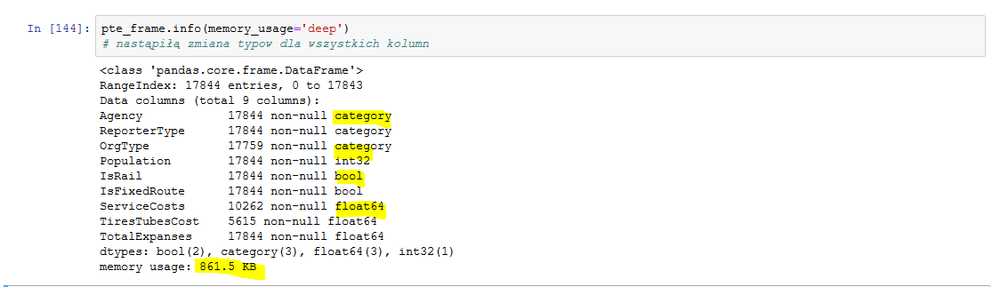 In [144]: pte_frame.info(memory_usage='deep')
# nastąpiłą zmiana typow dla wszystkich kolumn
<class 'pandas.core.frame.DataFrame'>
RangeIndex: 17844 entries, 0 to 17843
Data columns (total 9 columns):
Agency 17844 non-null category
ReporterType 17844 non-null category
OrgType 17759 non-null category
Population 17844 non-null int32
IsRail 17844 non-null bool
IsFixedRoute 17844 non-null bool
ServiceCosts 10262 non-null float64
TiresTubesCost 5615 non-null float64
TotalExpanses 17844 non-null float64
dtypes: bool(2), category(3), float64(3), int32(1)
memory usage: 861.5 KB